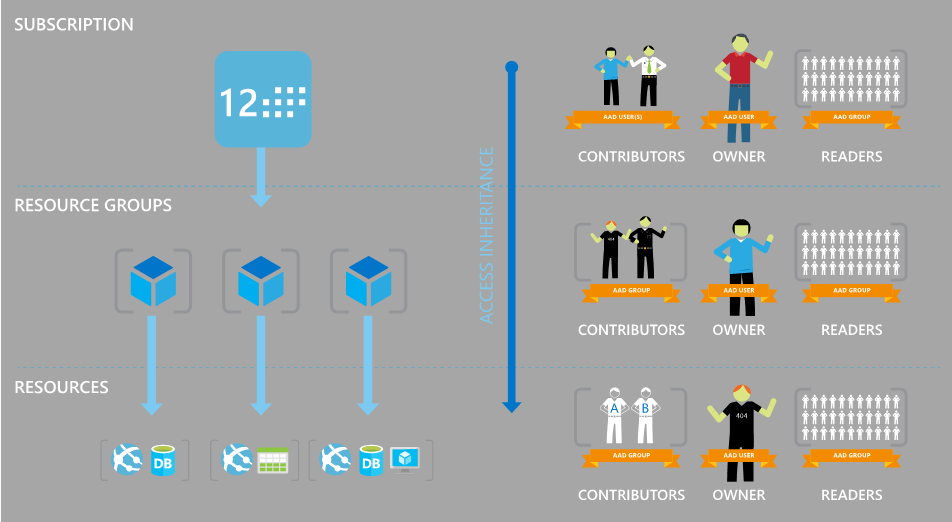 SUBSCRIPTION
12:
AAD USER(S)
AAD USER
AAD GROUP
CONTRIBUTORS
OWNER
READERS
ACCESS INHERITANCE
RESOURCE GROUPS
404
AAD GROUP
AAD USER
AAD GROUP
CONTRIBUTORS
OWNER
READERS
RESOURCES
A
B
404
DB
DB
AAD GROUP
AAD USER
AAD GROUP
CONTRIBUTORS
OWNER
READERS